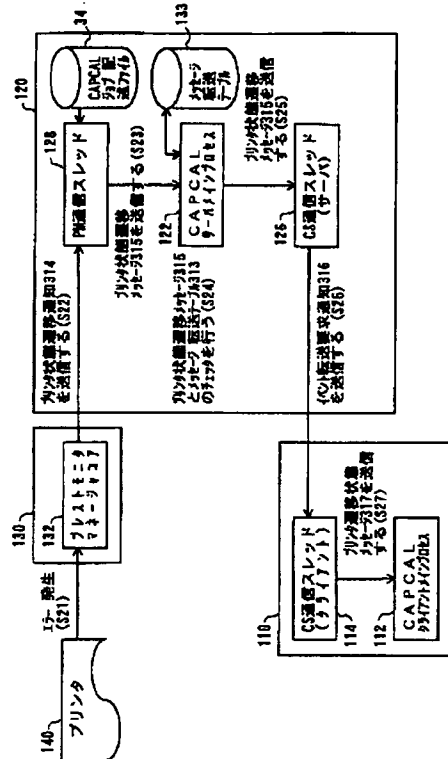 140
プリンタ
エラー発生
(S21)
130
132
プレストモニタ
マネージャコア
プリンタ状態遷移通知314
を送信する(S22)
120
128
PM通信スレッド
34
CAPCAL
ジョブ配送ファイル
プリンタ状態遷移
メッセージ315を送信する(S23)
133
メッセージ
転送
テーブル
122
CAPCAL
サーバメインプロセス
プリンタ状態遷移メッセージ315
とメッセージ転送テーブル313
のチェックを行う(S24)
プリンタ状態遷移
メッセージ315を送信
する(S25)
126
CS通信スレッド
(サーバ)
イベント転送要求通知316
を送信する(S26)
110
CS通信スレッド
(クライアント)
114
プリンタ遷移状態
メッセージ317を送信
する(S27)
112
CAPCAL
クライアントメインプロセス